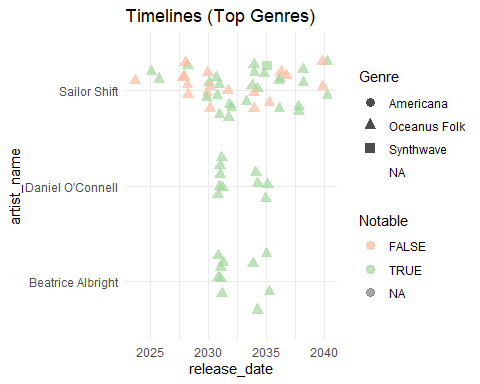 Timelines (Top Genres)
artist_name
Sailor Shift
Daniel O'Connell
Beatrice Albright
2025 2030 2035 2040
release_date
Genre
Americana
Oceanus Folk
Synthwave
NA
Notable
FALSE
TRUE
NA